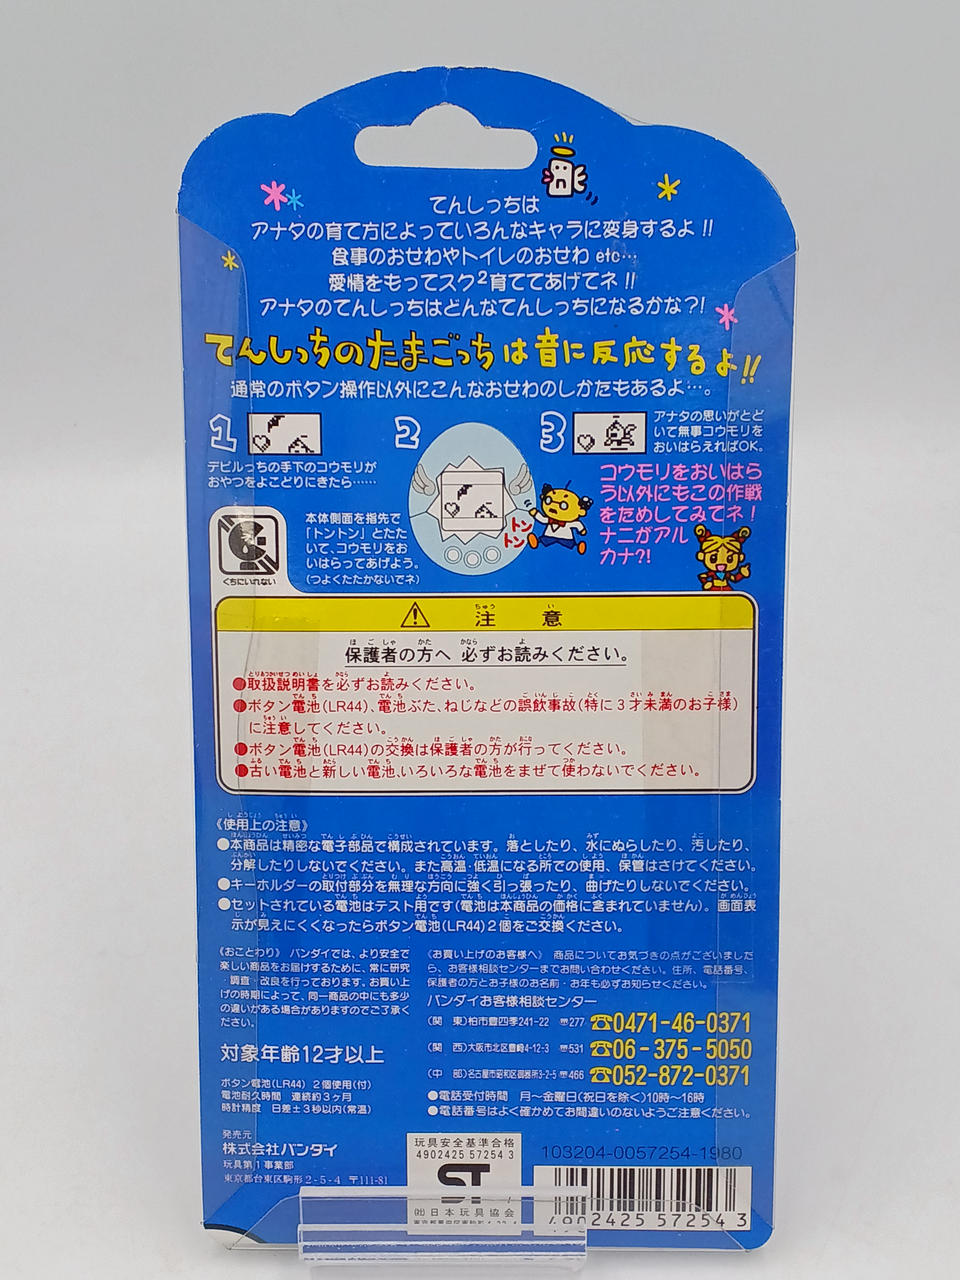 てんしっちは
アナタの育て方によっていろんなキャラに変身するよ!!
食事のおせわやトイレのおせわ etc…
愛情をもってスク2育ててあげてネ!!
アナタのてんしっちはどんなてんしっちになるかな?!
てんしっちのたまごっちは音に反応するよ!!
通常のボタン操作以外にこんなおせわのしかたもあるよ…。
1
デビルっちの手下のコウモリが
おやつをよこどりにきたら……
2
本体側面を指先で
「トントン」とたた
いて、コウモリをお
いはらってあげよう。
(つよくたたかないでネ)
トン
トン
3
アナタの思いがとど
いて無事コウモリを
おいはらえればOK。
コウモリをおいはら
う以外にもこの作戦
をためしてみてネ!
ナニがアル
カナ?!
くちにいれない
注意
保護者の方へ 必ずお読みください。
●取扱説明書を必ずお読みください。
●ボタン電池(LR44)、電池ぶた、ねじなどの誤飲事故(特に3才未満のお子様)
に注意してください。
●ボタン電池(LR44)の交換は保護者の方が行ってください。
●古い電池と新しい電池、いろいろな電池をまぜて使わないでください。
《使用上の注意》
●本商品は精密な電子部品で構成されています。落としたり、水にぬらしたり、汚したり、
分解したりしないでください。また高温・低温になる所での使用、保管はさけてください。
●キーホルダーの取付部分を無理な方向に強く引っ張ったり、曲げたりしないでください。
●セットされている電池はテスト用です(電池は本商品の価格に含まれていません)。画面表
示が見えにくくなったらボタン電池(LR44)2個をご交換ください。
《おことわり》 バンダイでは、より安全で
楽しい商品をお届けするために、常に研究
・調査・改良を行っております。お買い上
げの時期によって、同一商品の中にも多少
の違いがある場合がありますのでご了承く
ださい。
対象年齢12才以上
ボタン電池(LR44) 2個使用(付)
電池耐久時間 連続約3ヶ月
時計精度 日差±3秒以内(常温)
発売元
株式会社バンダイ
玩具第1事業部
東京都台東区駒形2-5-4 〒111-81
《お買い上げのお客様へ》 商品についてお気づきの点がございました
ら、お客様相談センターまでお問い合わせください。住所、電話番号、
保護者の方とお子様のお名前・お年も必ずお知らせください。
バンダイお客様相談センター
(関 東)柏市豊四季241-22 〒277 ☎0471-46-0371
(関 西)大阪市北区豊崎4-12-3 〒531 ☎06-375-5050
(中 部)名古屋市昭和区御器所3-2-5 〒466 ☎052-872-0371
●電話受付時間 月〜金曜日(祝日を除く)10時〜16時
●電話番号はよく確かめてお間違いのないようご注意ください。
玩具安全基準合格
4902425 57254 3
ST
(社)日本玩具協会
103204-0057254-1980
4902425 57254 3